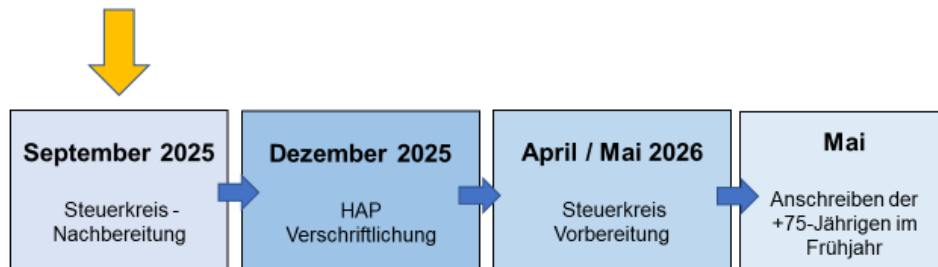 September 2025
Steuerkreis -
Nachbereitung
Dezember 2025
HAP
Verschriftlichung
April / Mai 2026
Steuerkreis
Vorbereitung
Mai
Anschreiben der
+75-Jährigen im
Frühjahr